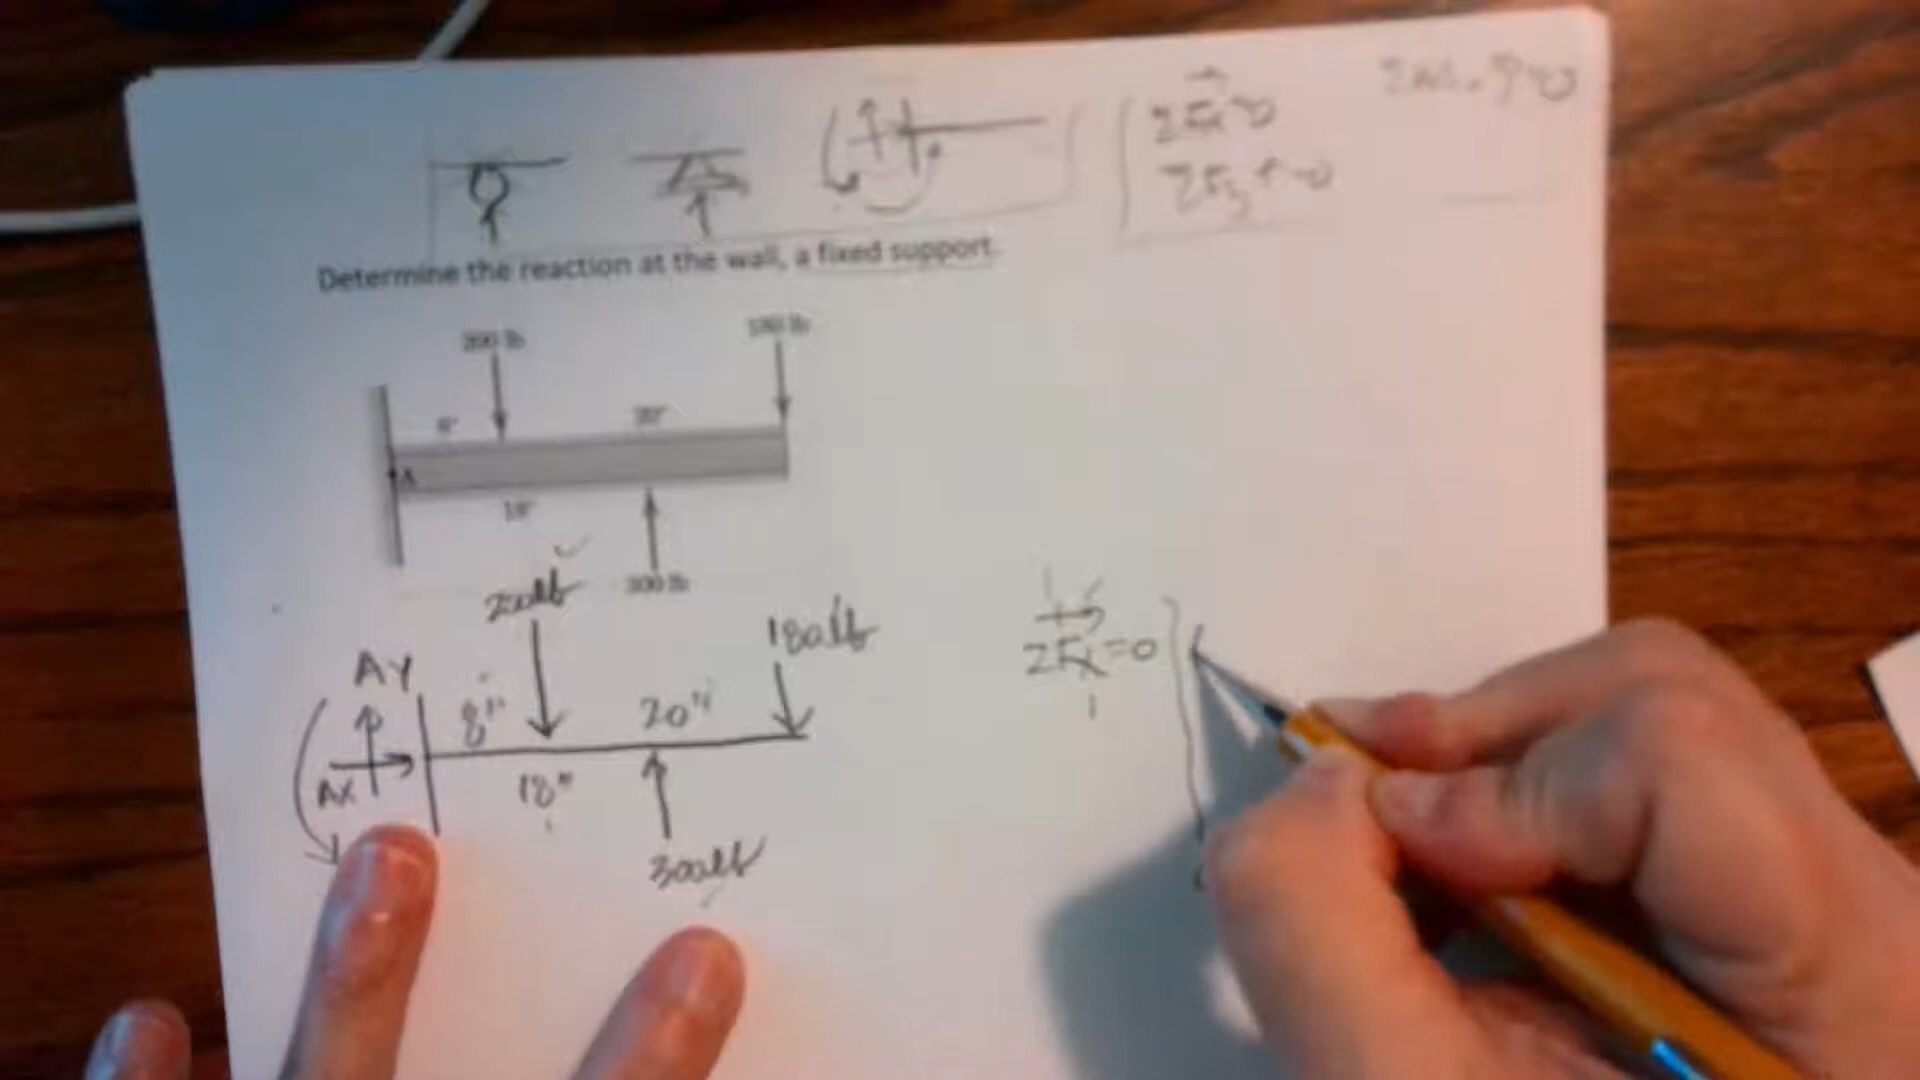 ΣFx=0
ΣFy↑=0
Determine the reaction at the wall, a fixed support.
200 lb
180 lb
8"
20"
A
18"
300 lb
200lb
180lb
Ay
8"
20"
Ax
18"
300lb
ΣFx=0